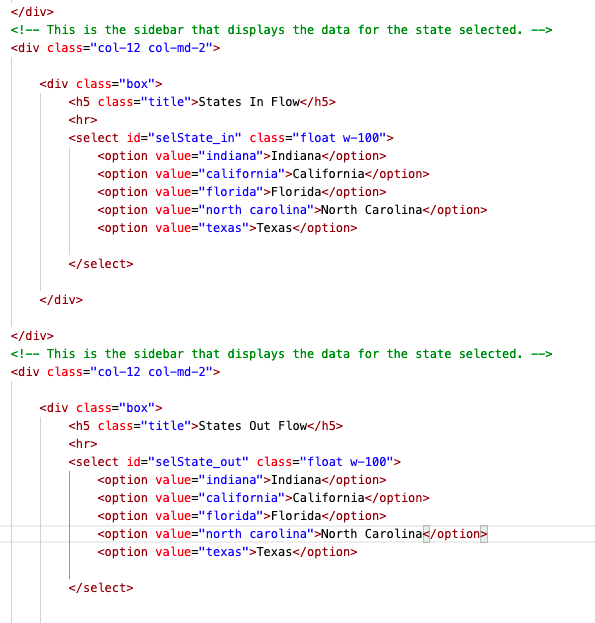 </div>
<!-- This is the sidebar that displays the data for the state selected. -->
<div class="col-12 col-md-2">
<div class="box">
<h5 class="title">States In Flow</h5>
<hr>
<select id="selState_in" class="float w-100">
<option value="indiana">Indiana</option>
<option value="california">California</option>
<option value="florida">Florida</option>
<option value="north carolina">North Carolina</option>
<option value="texas">Texas</option>
</select>
</div>
</div>
<!-- This is the sidebar that displays the data for the state selected. -->
<div class="col-12 col-md-2">
<div class="box">
<h5 class="title">States Out Flow</h5>
<hr>
<select id="selState_out" class="float w-100">
<option value="indiana">Indiana</option>
<option value="california">California</option>
<option value="florida">Florida</option>
<option value="north carolina">North Carolina</option>
<option value="texas">Texas</option>
</select>